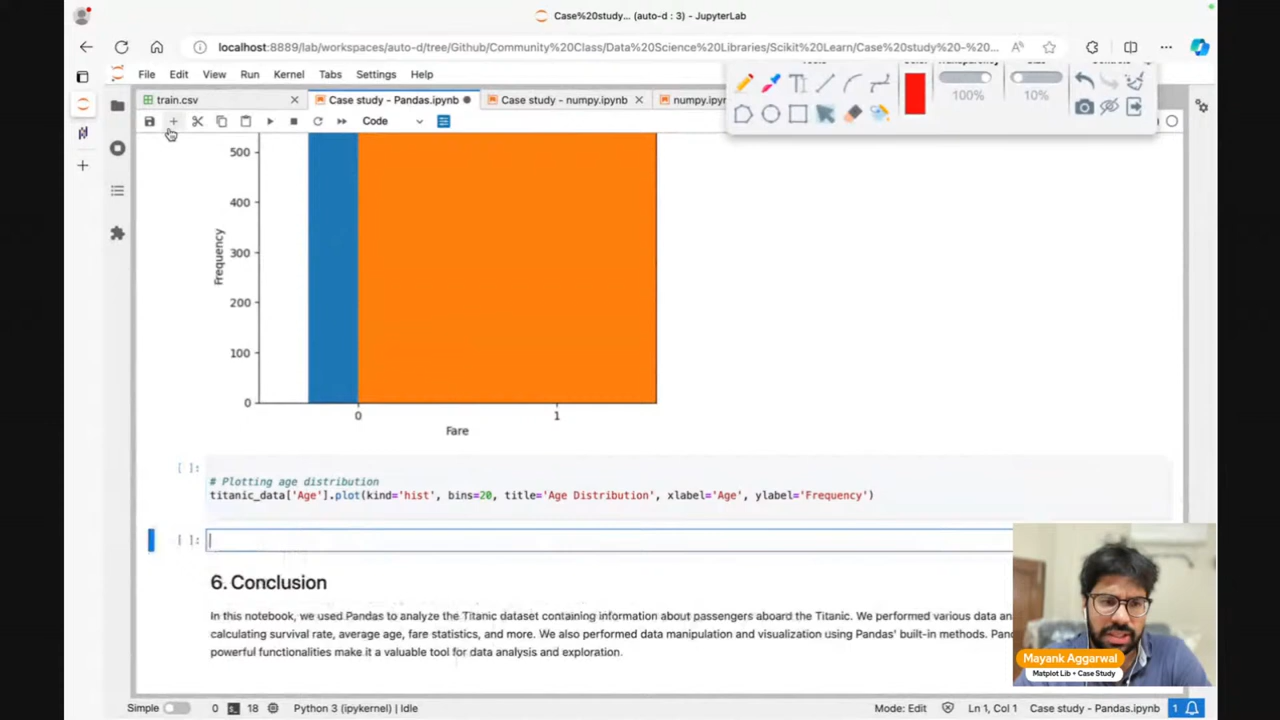 Case%20study... (auto-d : 3) - JupyterLab
localhost:8889/lab/workspaces/auto-d/tree/Github/Community%20Class/Data%20Science%20Libraries/Scikit%20Learn/Case%20study%20-%...
File Edit View Run Kernel Tabs Settings Help
100% 10%
train.csv Case study - Pandas.ipynb Case study - numpy.ipynb numpy.ipyn
Code
500
400
300
200
100
0
Frequency
0 1
Fare
[ ]:
# Plotting age distribution
titanic_data['Age'].plot(kind='hist', bins=20, title='Age Distribution', xlabel='Age', ylabel='Frequency')
[ ]:
6. Conclusion
In this notebook, we used Pandas to analyze the Titanic dataset containing information about passengers aboard the Titanic. We performed various data an
calculating survival rate, average age, fare statistics, and more. We also performed data manipulation and visualization using Pandas' built-in methods. Pand
powerful functionalities make it a valuable tool for data analysis and exploration.
Mayank Aggarwal
Matplot Lib + Case Study
Simple 0 18 Python 3 (ipykernel) | Idle Mode: Edit Ln 1, Col 1 Case study - Pandas.ipynb 1